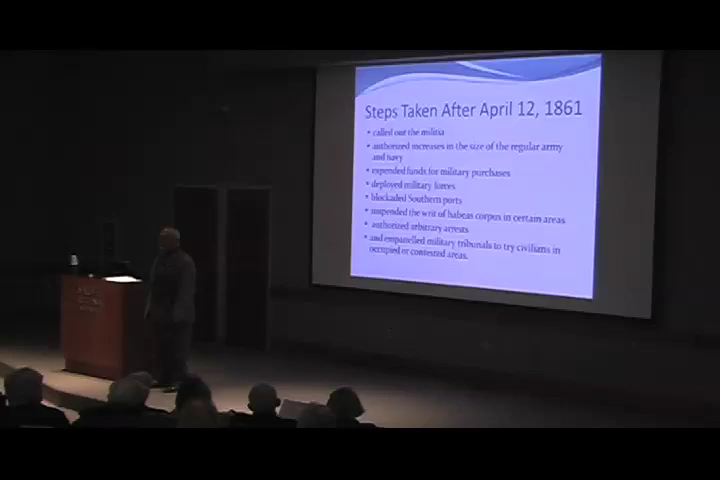 Steps Taken After April 12, 1861
• called out the militia
• authorized increases in the size of the regular army
and navy
• expended funds for military purchases
• deployed military forces
• blockaded Southern ports
• suspended the writ of habeas corpus in certain areas
• authorized arbitrary arrests
• and empanelled military tribunals to try civilians in
occupied or contested areas.